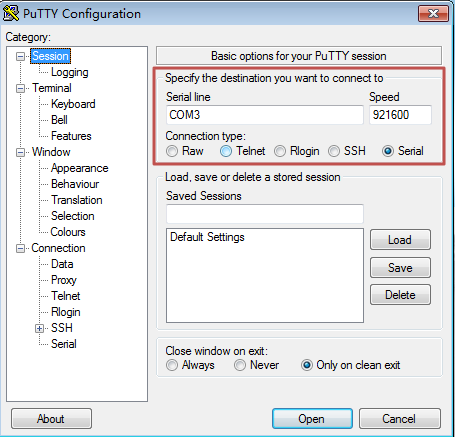 PuTTY Configuration
Category:
Session
Logging
Terminal
Keyboard
Bell
Features
Window
Appearance
Behaviour
Translation
Selection
Colours
Connection
Data
Proxy
Telnet
Rlogin
SSH
Serial
Basic options for your PuTTY session
Specify the destination you want to connect to
Serial line Speed
COM3 921600
Connection type:
Raw Telnet Rlogin SSH Serial
Load, save or delete a stored session
Saved Sessions
Default Settings
Load
Save
Delete
Close window on exit:
Always Never Only on clean exit
About Open Cancel